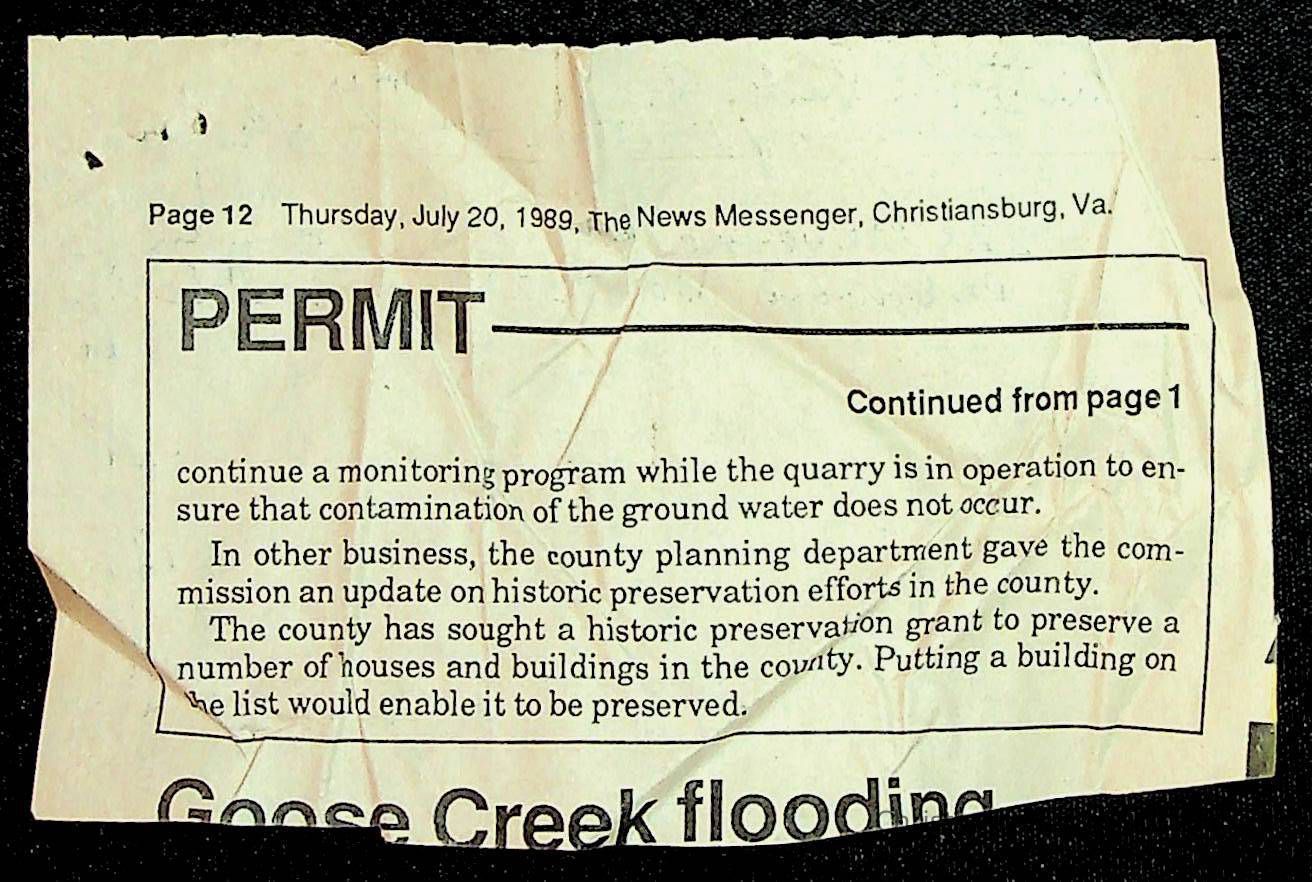 Page 12 Thursday, July 20, 1989, The News Messenger, Christiansburg, Va.
PERMIT
Continued from page 1
continue a monitoring program while the quarry is in operation to en-
sure that contamination of the ground water does not occur.
In other business, the county planning department gave the com-
mission an update on historic preservation efforts in the county.
The county has sought a historic preservation grant to preserve a
number of houses and buildings in the county. Putting a building on
the list would enable it to be preserved.
Goose Creek flooding